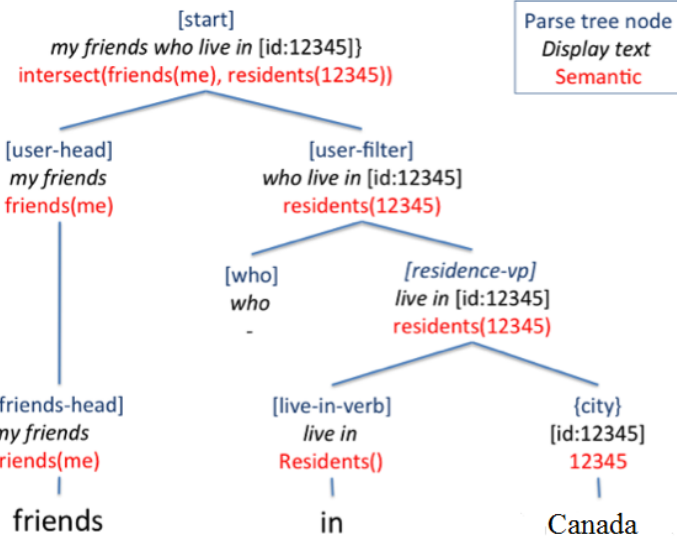 [start]
my friends who live in [id:12345]}
intersect(friends(me), residents(12345))
Parse tree node
Display text
Semantic
[user-head]
my friends
friends(me)
[user-filter]
who live in [id:12345]
residents(12345)
[who]
who
-
[residence-vp]
live in [id:12345]
residents(12345)
friends-head]
my friends
riends(me)
[live-in-verb]
live in
Residents()
{city}
[id:12345]
12345
friends
in
Canada